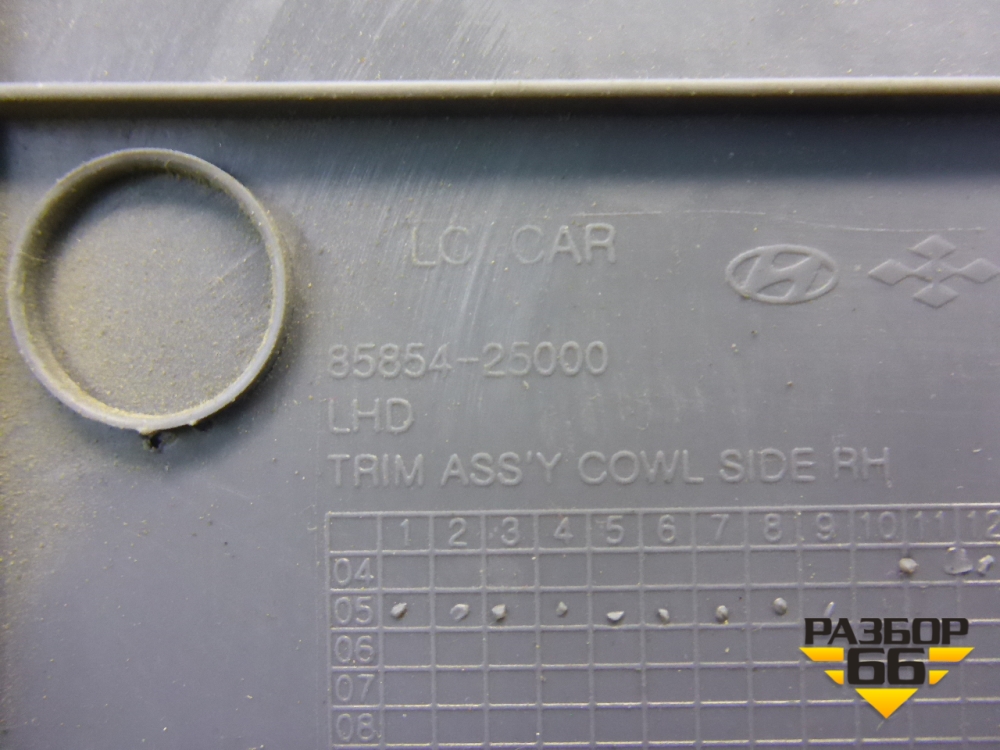 LC CAR
85854-25000
LHD
TRIM ASS'Y COWL SIDE RH
1 2 3 4 5 6 7 8 9 10 11 12
04
05
06
07
08
РАЗБОР
66